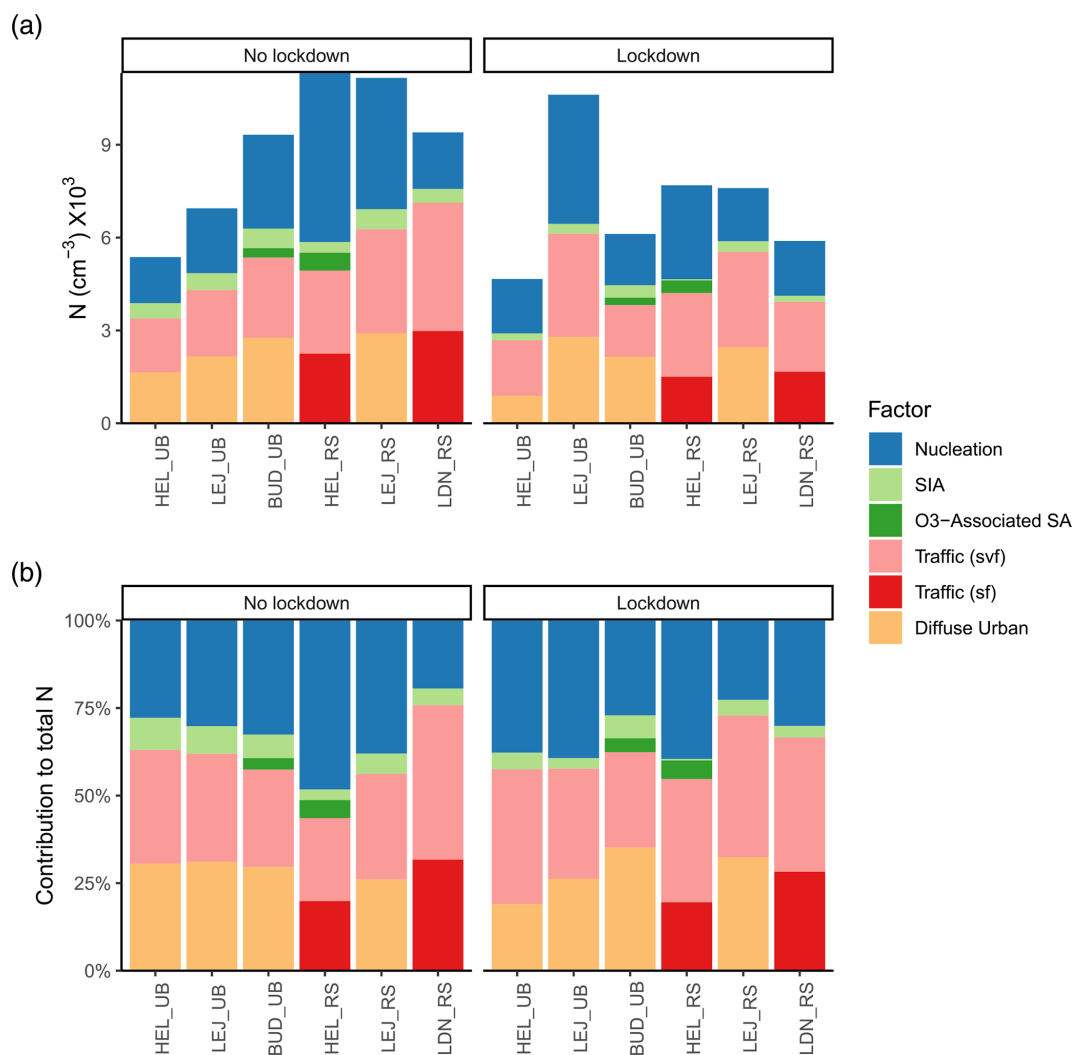 (a)
No lockdown
Lockdown
N (cm⁻³) X10³
9
6
3
0
HEL_UB
LEJ_UB
BUD_UB
HEL_RS
LEJ_RS
LDN_RS
HEL_UB
LEJ_UB
BUD_UB
HEL_RS
LEJ_RS
LDN_RS
Factor
Nucleation
SIA
O3−Associated SA
Traffic (svf)
Traffic (sf)
Diffuse Urban
(b)
No lockdown
Lockdown
Contribution to total N
100%
75%
50%
25%
0%
HEL_UB
LEJ_UB
BUD_UB
HEL_RS
LEJ_RS
LDN_RS
HEL_UB
LEJ_UB
BUD_UB
HEL_RS
LEJ_RS
LDN_RS